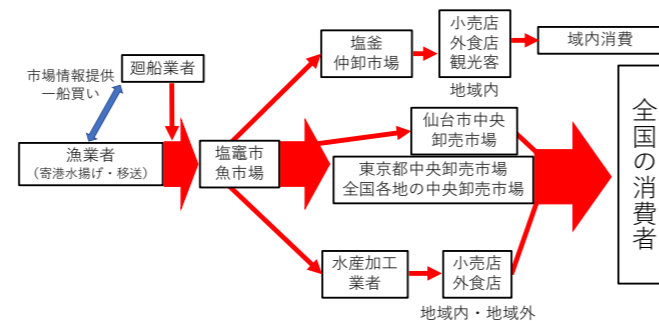 市場情報提供
一船買い
廻船業者
漁業者
（寄港水揚げ・移送）
塩竈市
魚市場
塩釜
仲卸市場
小売店
外食店
観光客
地域内
域内消費
仙台市中央
卸売市場
東京都中央卸売市場
全国各地の中央卸売市場
水産加工
業者
小売店
外食店
地域内・地域外
全国の消費者